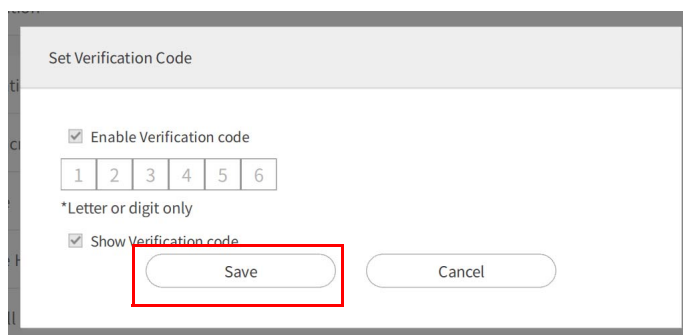 Set Verification Code
Enable Verification code
1 2 3 4 5 6
*Letter or digit only
Show Verification code
Save Cancel